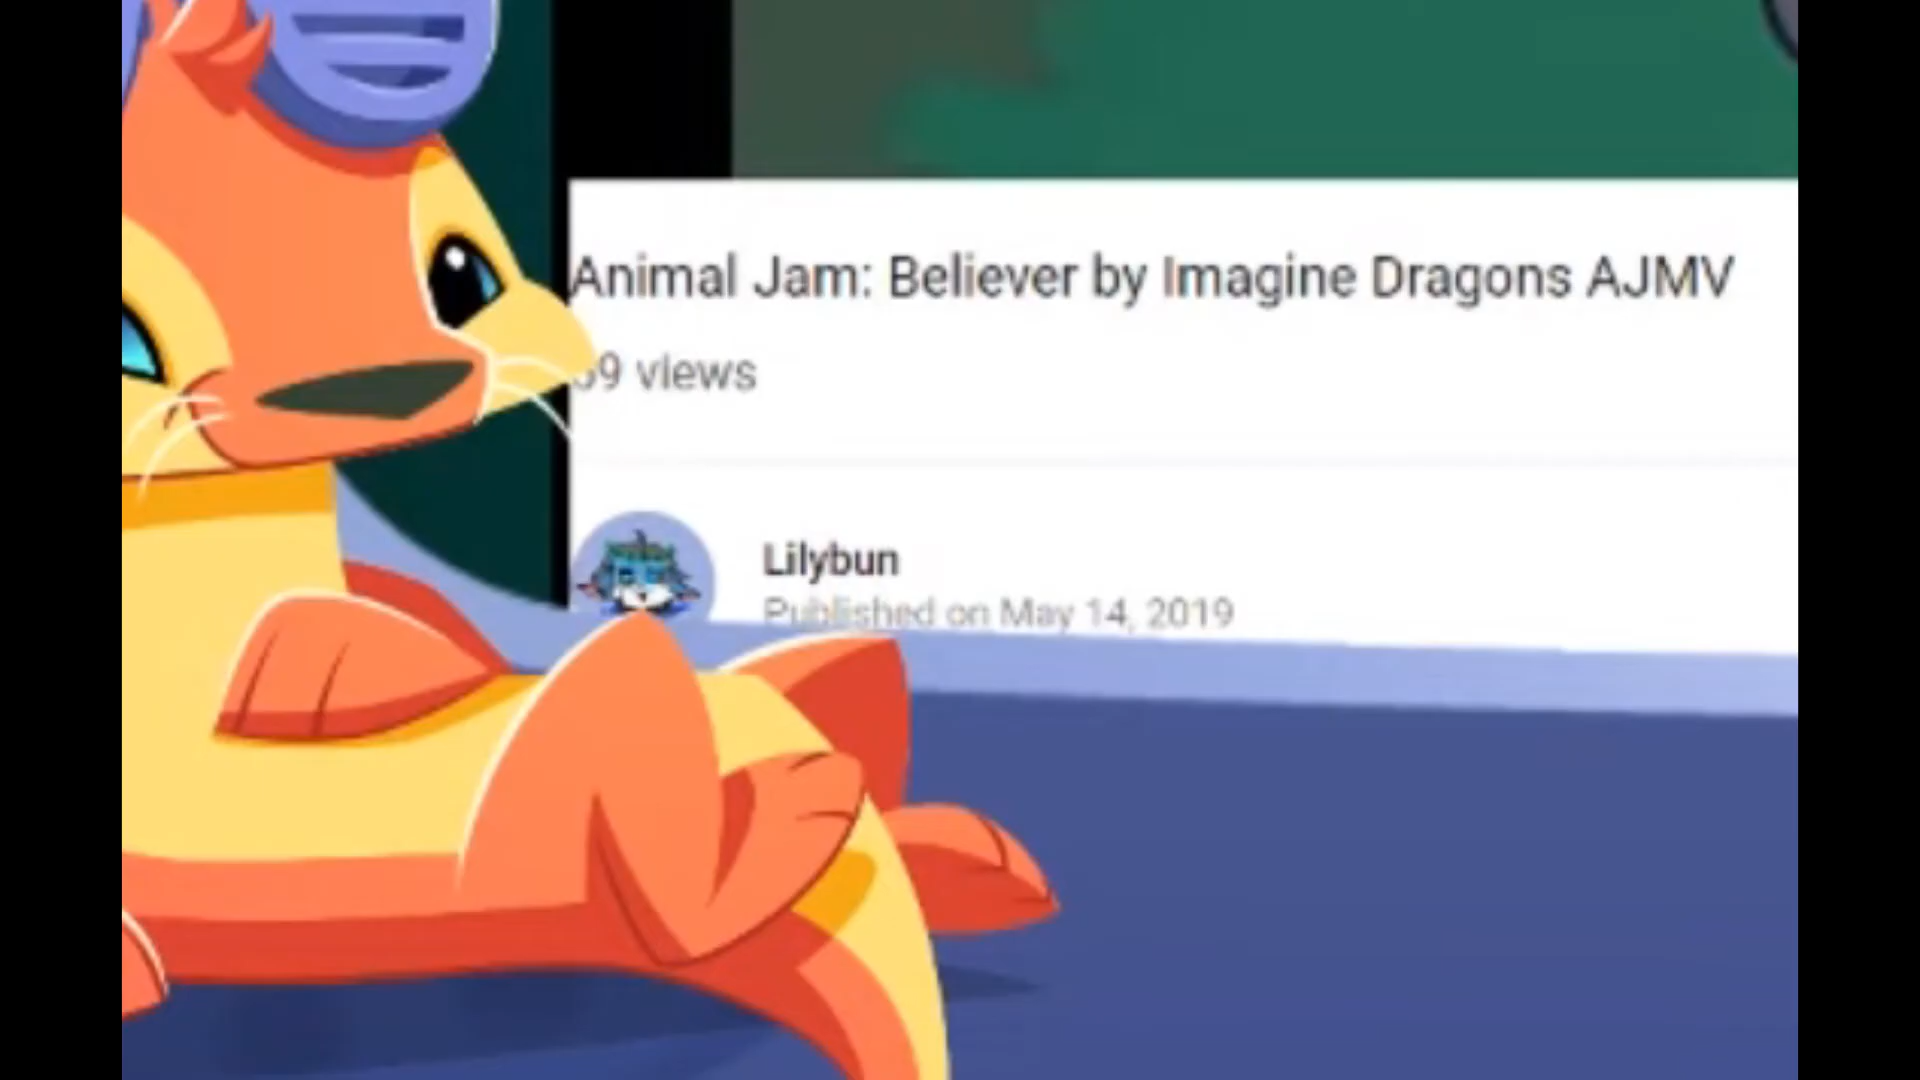 Animal Jam: Believer by Imagine Dragons AJMV
views
Lilybun
Published on May 14, 2019